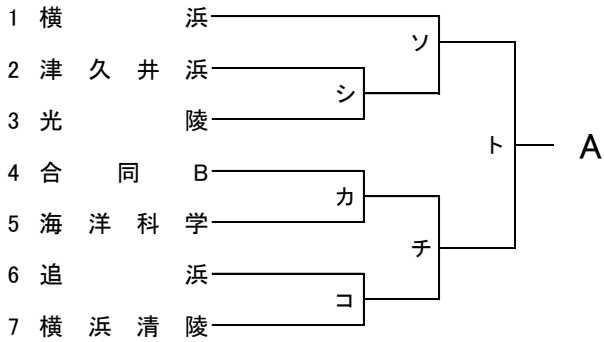 1 横浜
ソ
2 津久井浜
シ
3 光陵
ト A
4 合同B
カ
5 海洋科学
チ
6 追浜
コ
7 横浜清陵